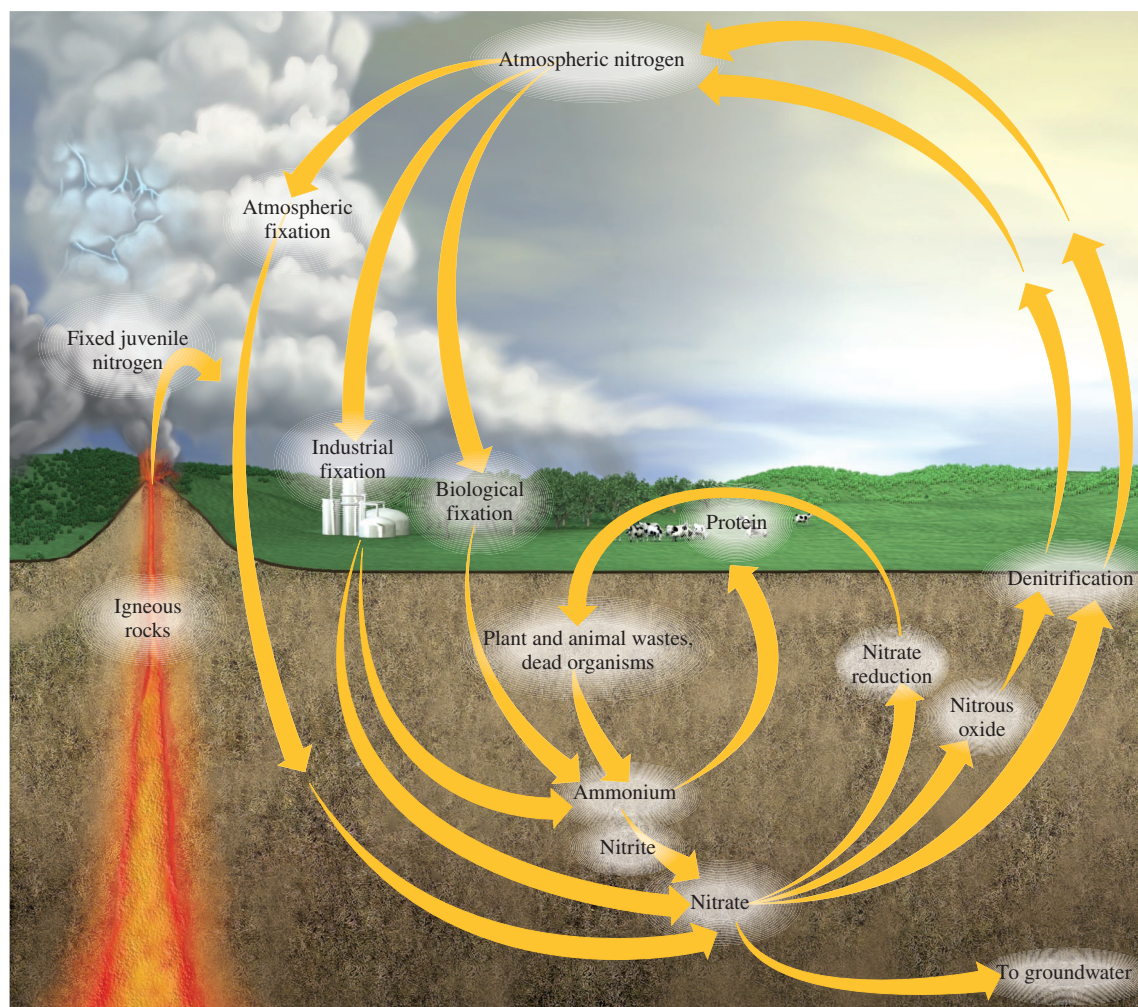 Atmospheric nitrogen
Atmospheric
fixation
Fixed juvenile
nitrogen
Industrial
fixation
Biological
fixation
Protein
Denitrification
Igneous
rocks
Plant and animal wastes,
dead organisms
Nitrate
reduction
Nitrous
oxide
Ammonium
Nitrite
Nitrate
To groundwater